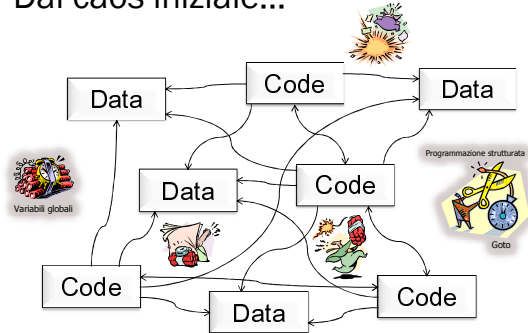 Dal caos iniziale...
Code
Data
Data
Programmazione strutturata
Data
Code
Variabili globali
Goto
Code
Code
Data